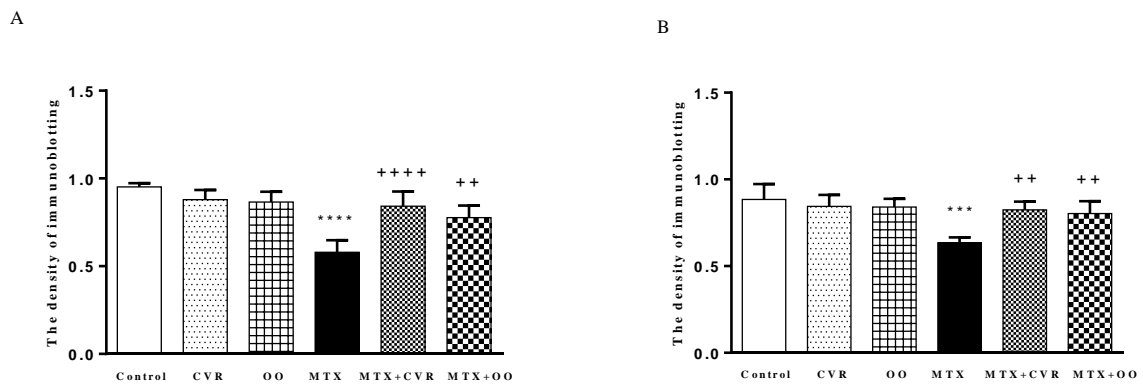 A
The density of immunoblotting
1.5
1.0
0.5
0.0
****
++++
++
Control CVR OO MTX MTX+CVR MTX+OO
B
The density of immunoblotting
1.5
1.0
0.5
0.0
***
++
++
Control CVR OO MTX MTX+CVR MTX+OO